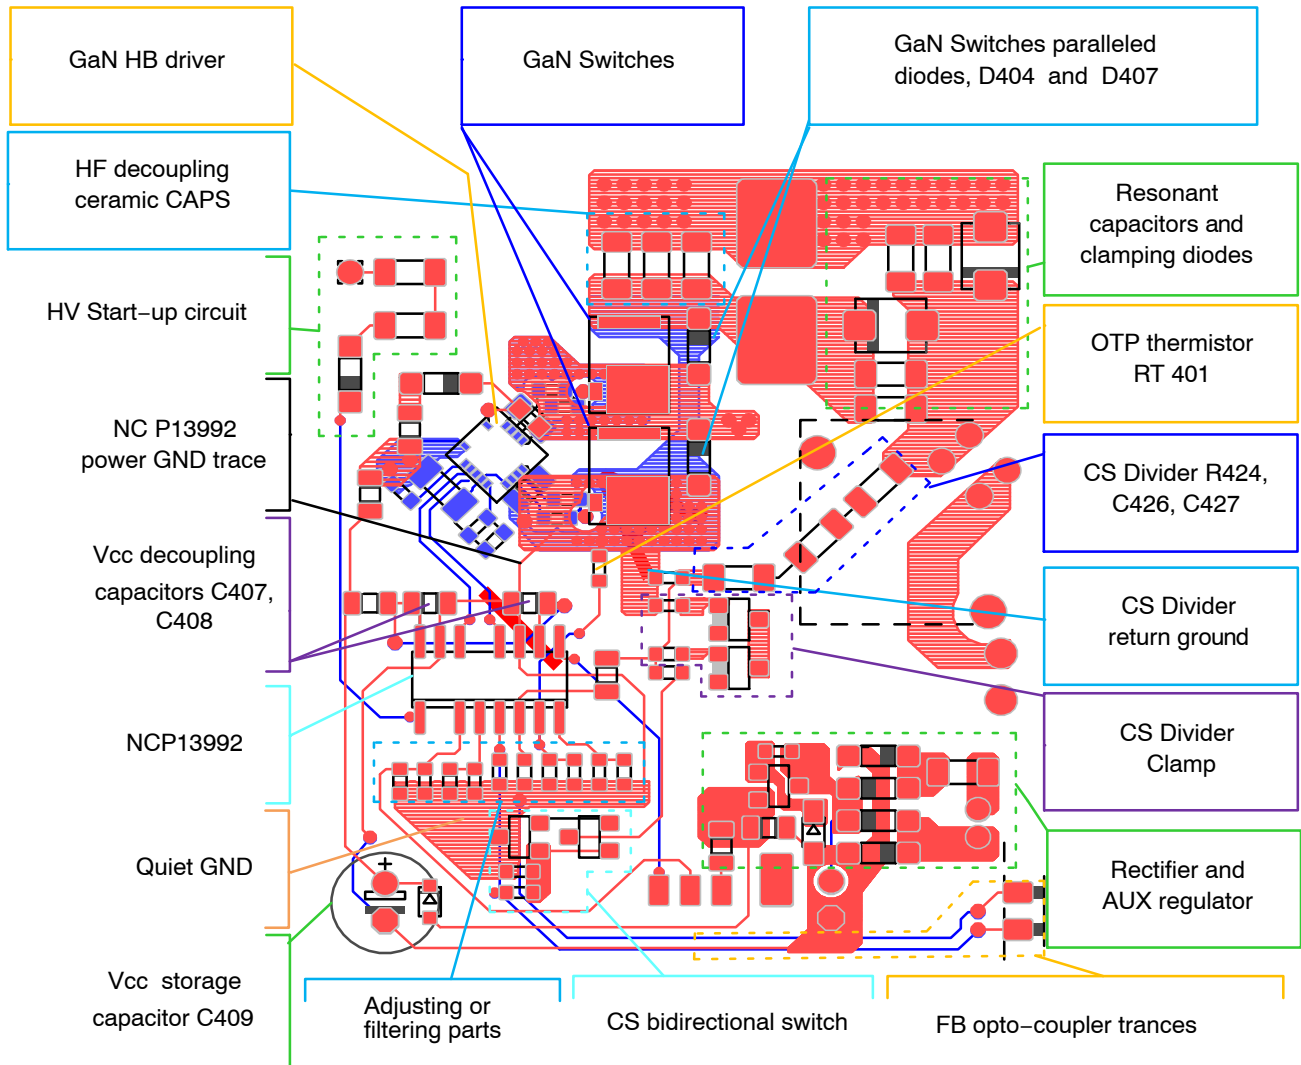 GaN HB driver
GaN Switches
GaN Switches paralleled
diodes, D404 and D407
HF decoupling
ceramic CAPS
Resonant
capacitors and
clamping diodes
HV Start−up circuit
OTP thermistor
RT 401
NC P13992
power GND trace
CS Divider R424,
C426, C427
Vcc decoupling
capacitors C407,
C408
CS Divider
return ground
NCP13992
CS Divider
Clamp
Quiet GND
+
Rectifier and
AUX regulator
Vcc storage
capacitor C409
Adjusting or
filtering parts
CS bidirectional switch
FB opto−coupler trances